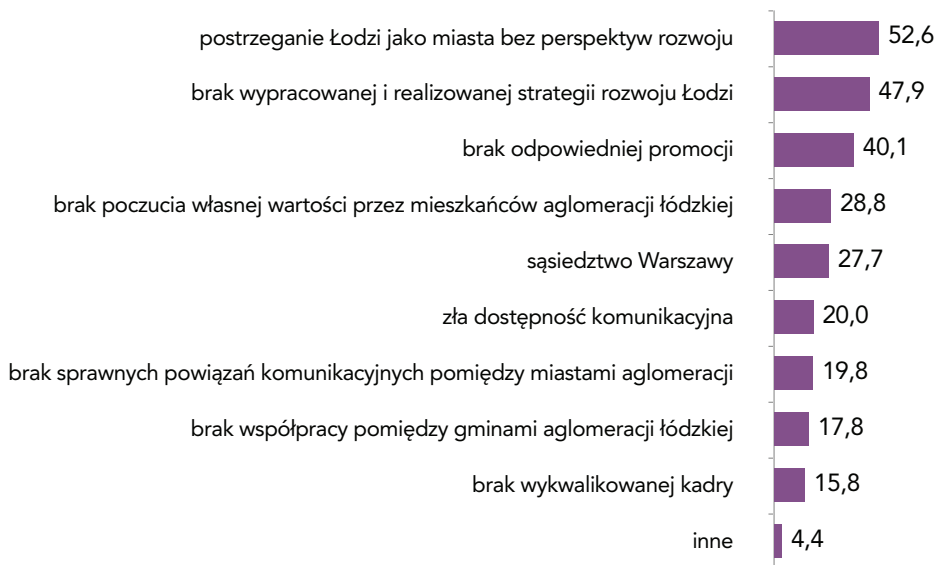 postrzeganie Łodzi jako miasta bez perspektyw rozwoju 52,6
brak wypracowanej i realizowanej strategii rozwoju Łodzi 47,9
brak odpowiedniej promocji 40,1
brak poczucia własnej wartości przez mieszkańców aglomeracji łódzkiej 28,8
sąsiedztwo Warszawy 27,7
zła dostępność komunikacyjna 20,0
brak sprawnych powiązań komunikacyjnych pomiędzy miastami aglomeracji 19,8
brak współpracy pomiędzy gminami aglomeracji łódzkiej 17,8
brak wykwalikowanej kadry 15,8
inne 4,4